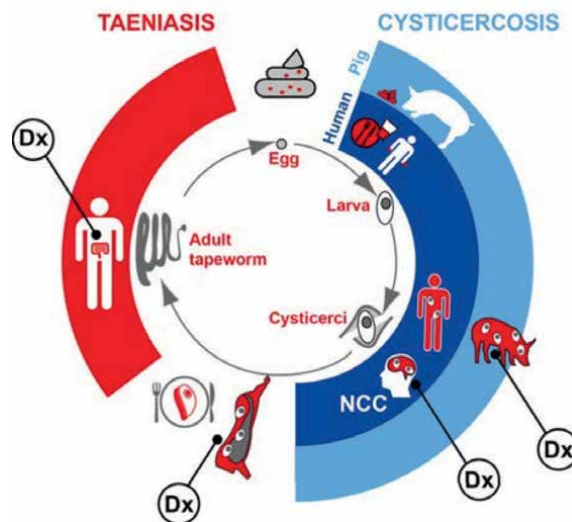 TAENIASIS
CYSTICERCOSIS
Pig
Human
Dx
Egg
Larva
Adult
tapeworm
Cysticerci
NCC
Dx
Dx
Dx